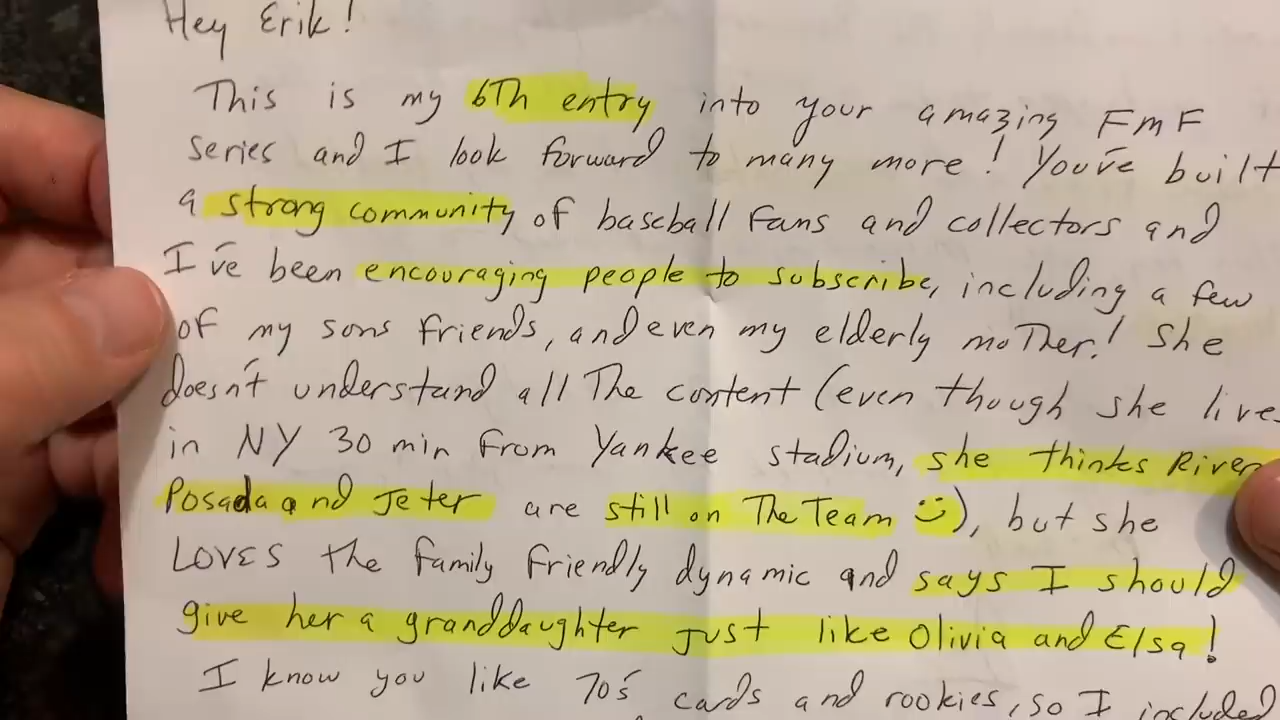 Hey Erik!
This is my 6th entry into your amazing FMF
series and I look forward to many more! You've built
a strong community of baseball fans and collectors and
I've been encouraging people to subscribe, including a few
of my sons friends, and even my elderly mother! She
doesn't understand all the content (even though she lives
in NY 30 min from Yankee stadium, she thinks River
Posada and Jeter are still on The Team :)), but she
LOVES the family friendly dynamic and says I should
give her a granddaughter just like Olivia and Elsa!
I know you like 70's cards and rookies, so I included